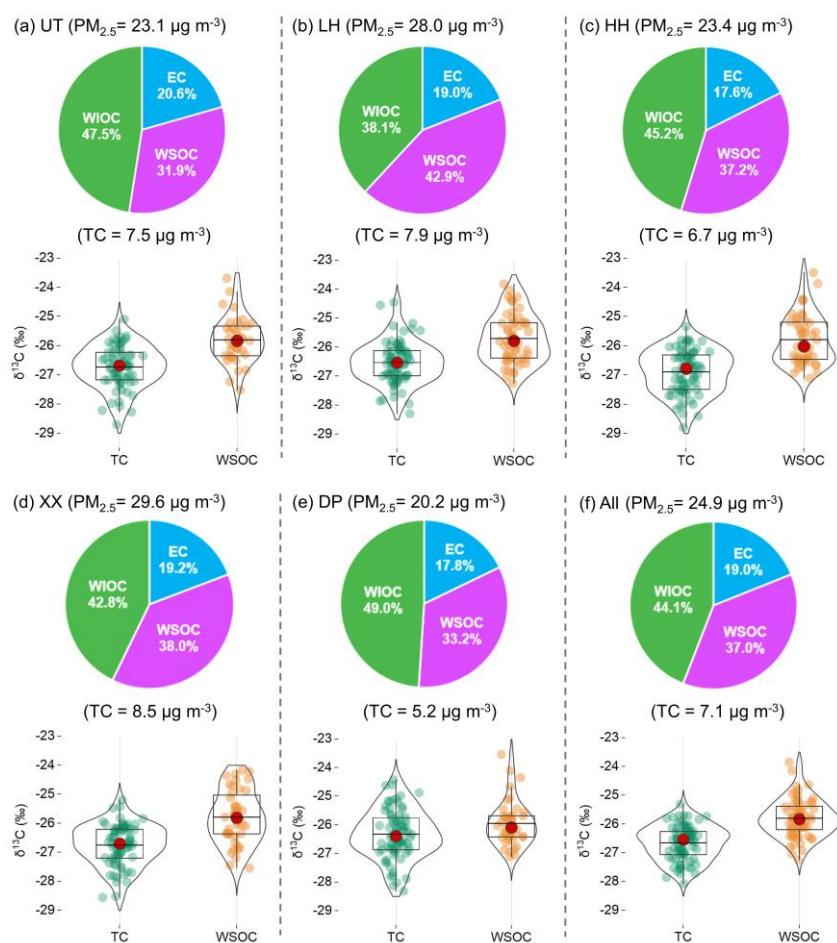 (a) UT (PM2.5= 23.1 µg m-3)
EC
20.6%
WIOC
47.5%
WSOC
31.9%
(TC = 7.5 µg m-3)
-23
-24
-25
-26
-27
-28
-29
δ13C (‰)
TC
WSOC
(b) LH (PM2.5= 28.0 µg m-3)
EC
19.0%
WIOC
38.1%
WSOC
42.9%
(TC = 7.9 µg m-3)
-23
-24
-25
-26
-27
-28
-29
δ13C (‰)
TC
WSOC
(c) HH (PM2.5= 23.4 µg m-3)
EC
17.6%
WIOC
45.2%
WSOC
37.2%
(TC = 6.7 µg m-3)
-23
-24
-25
-26
-27
-28
-29
δ13C (‰)
TC
WSOC
(d) XX (PM2.5= 29.6 µg m-3)
EC
19.2%
WIOC
42.8%
WSOC
38.0%
(TC = 8.5 µg m-3)
-23
-24
-25
-26
-27
-28
-29
δ13C (‰)
TC
WSOC
(e) DP (PM2.5= 20.2 µg m-3)
EC
17.8%
WIOC
49.0%
WSOC
33.2%
(TC = 5.2 µg m-3)
-23
-24
-25
-26
-27
-28
-29
δ13C (‰)
TC
WSOC
(f) All (PM2.5= 24.9 µg m-3)
EC
19.0%
WIOC
44.1%
WSOC
37.0%
(TC = 7.1 µg m-3)
-23
-24
-25
-26
-27
-28
-29
δ13C (‰)
TC
WSOC